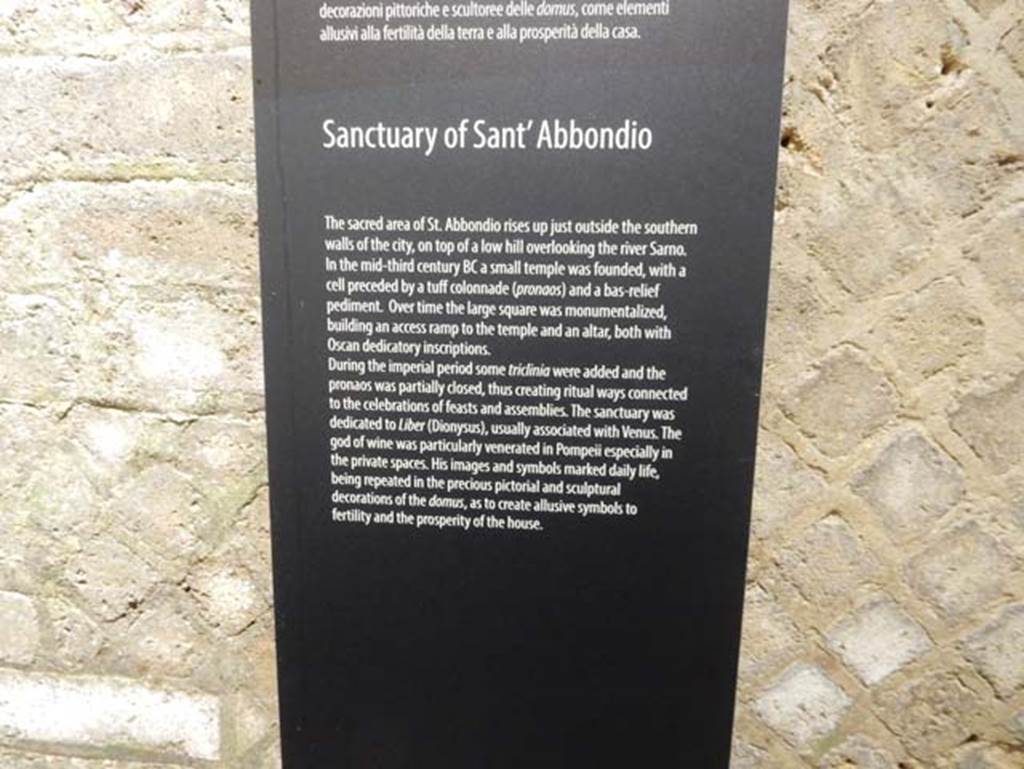 decorazioni pittoriche e scultoree delle domus, come elementi
allusivi alla fertilità della terra e alla prosperità della casa.
Sanctuary of Sant' Abbondio
The sacred area of St. Abbondio rises up just outside the southern
walls of the city, on top of a low hill overlooking the river Sarno.
In the mid-third century BC a small temple was founded, with a
cell preceded by a tuff colonnade (pronaos) and a bas-relief
pediment. Over time the large square was monumentalized,
building an access ramp to the temple and an altar, both with
Oscan dedicatory inscriptions.
During the imperial period some triclinia were added and the
pronaos was partially closed, thus creating ritual ways connected
to the celebrations of feasts and assemblies. The sanctuary was
dedicated to Liber (Dionysus), usually associated with Venus. The
god of wine was particularly venerated in Pompeii especially in
the private spaces. His images and symbols marked daily life,
being repeated in the precious pictorial and sculptural
decorations of the domus, as to create allusive symbols to
fertility and the prosperity of the house.